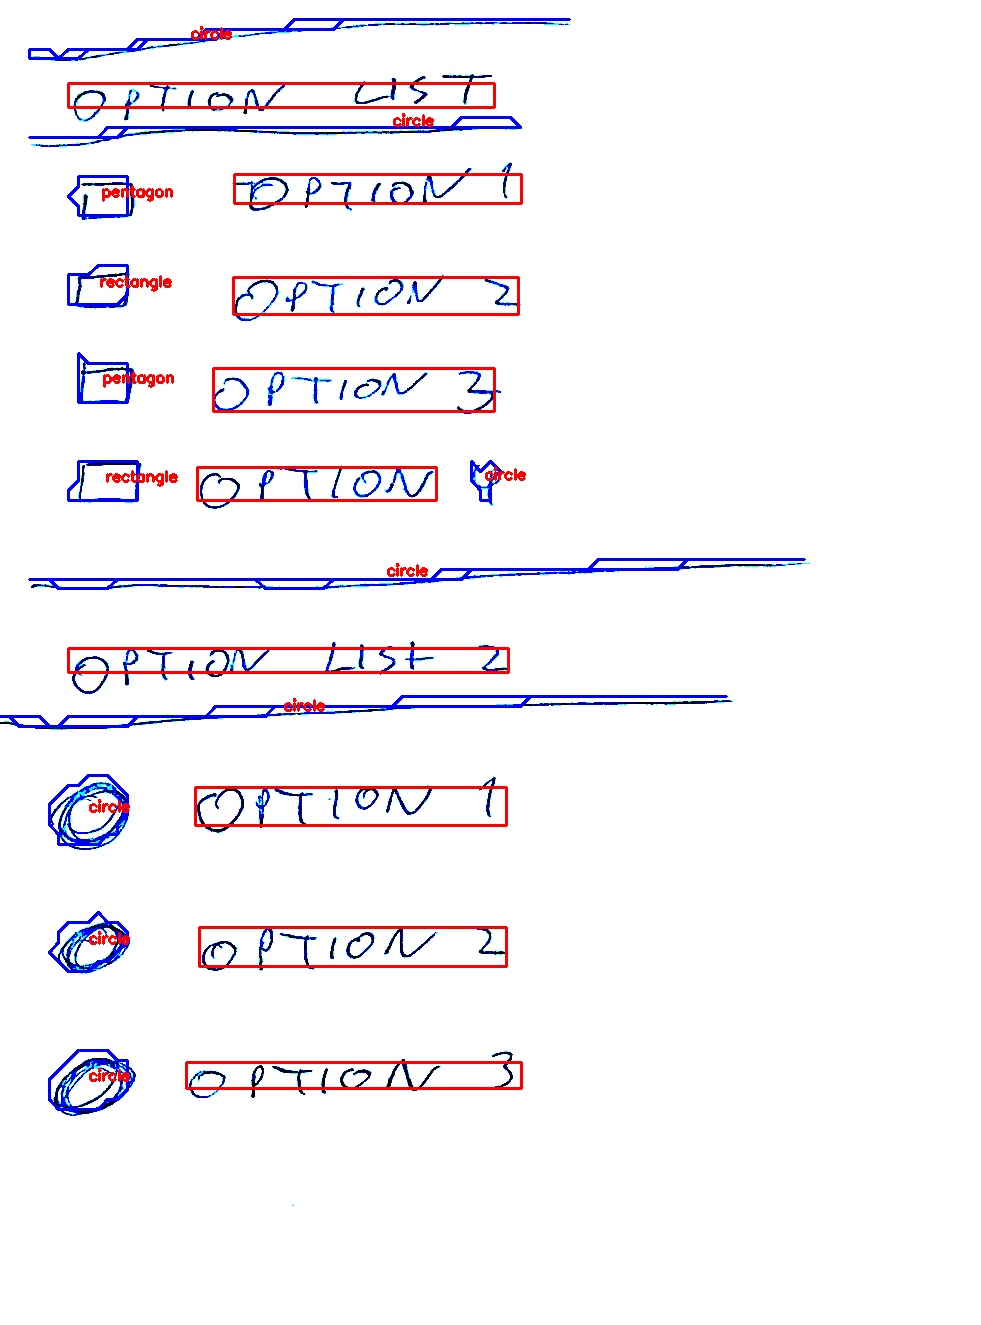 circle
OPTION LIST
circle
pentagon OPTION 1
rectangle OPTION 2
pentagon OPTION 3
rectangle OPTION circle
circle
OPTION LIST 2
circle
circle OPTION 1
circle OPTION 2
circle OPTION 3